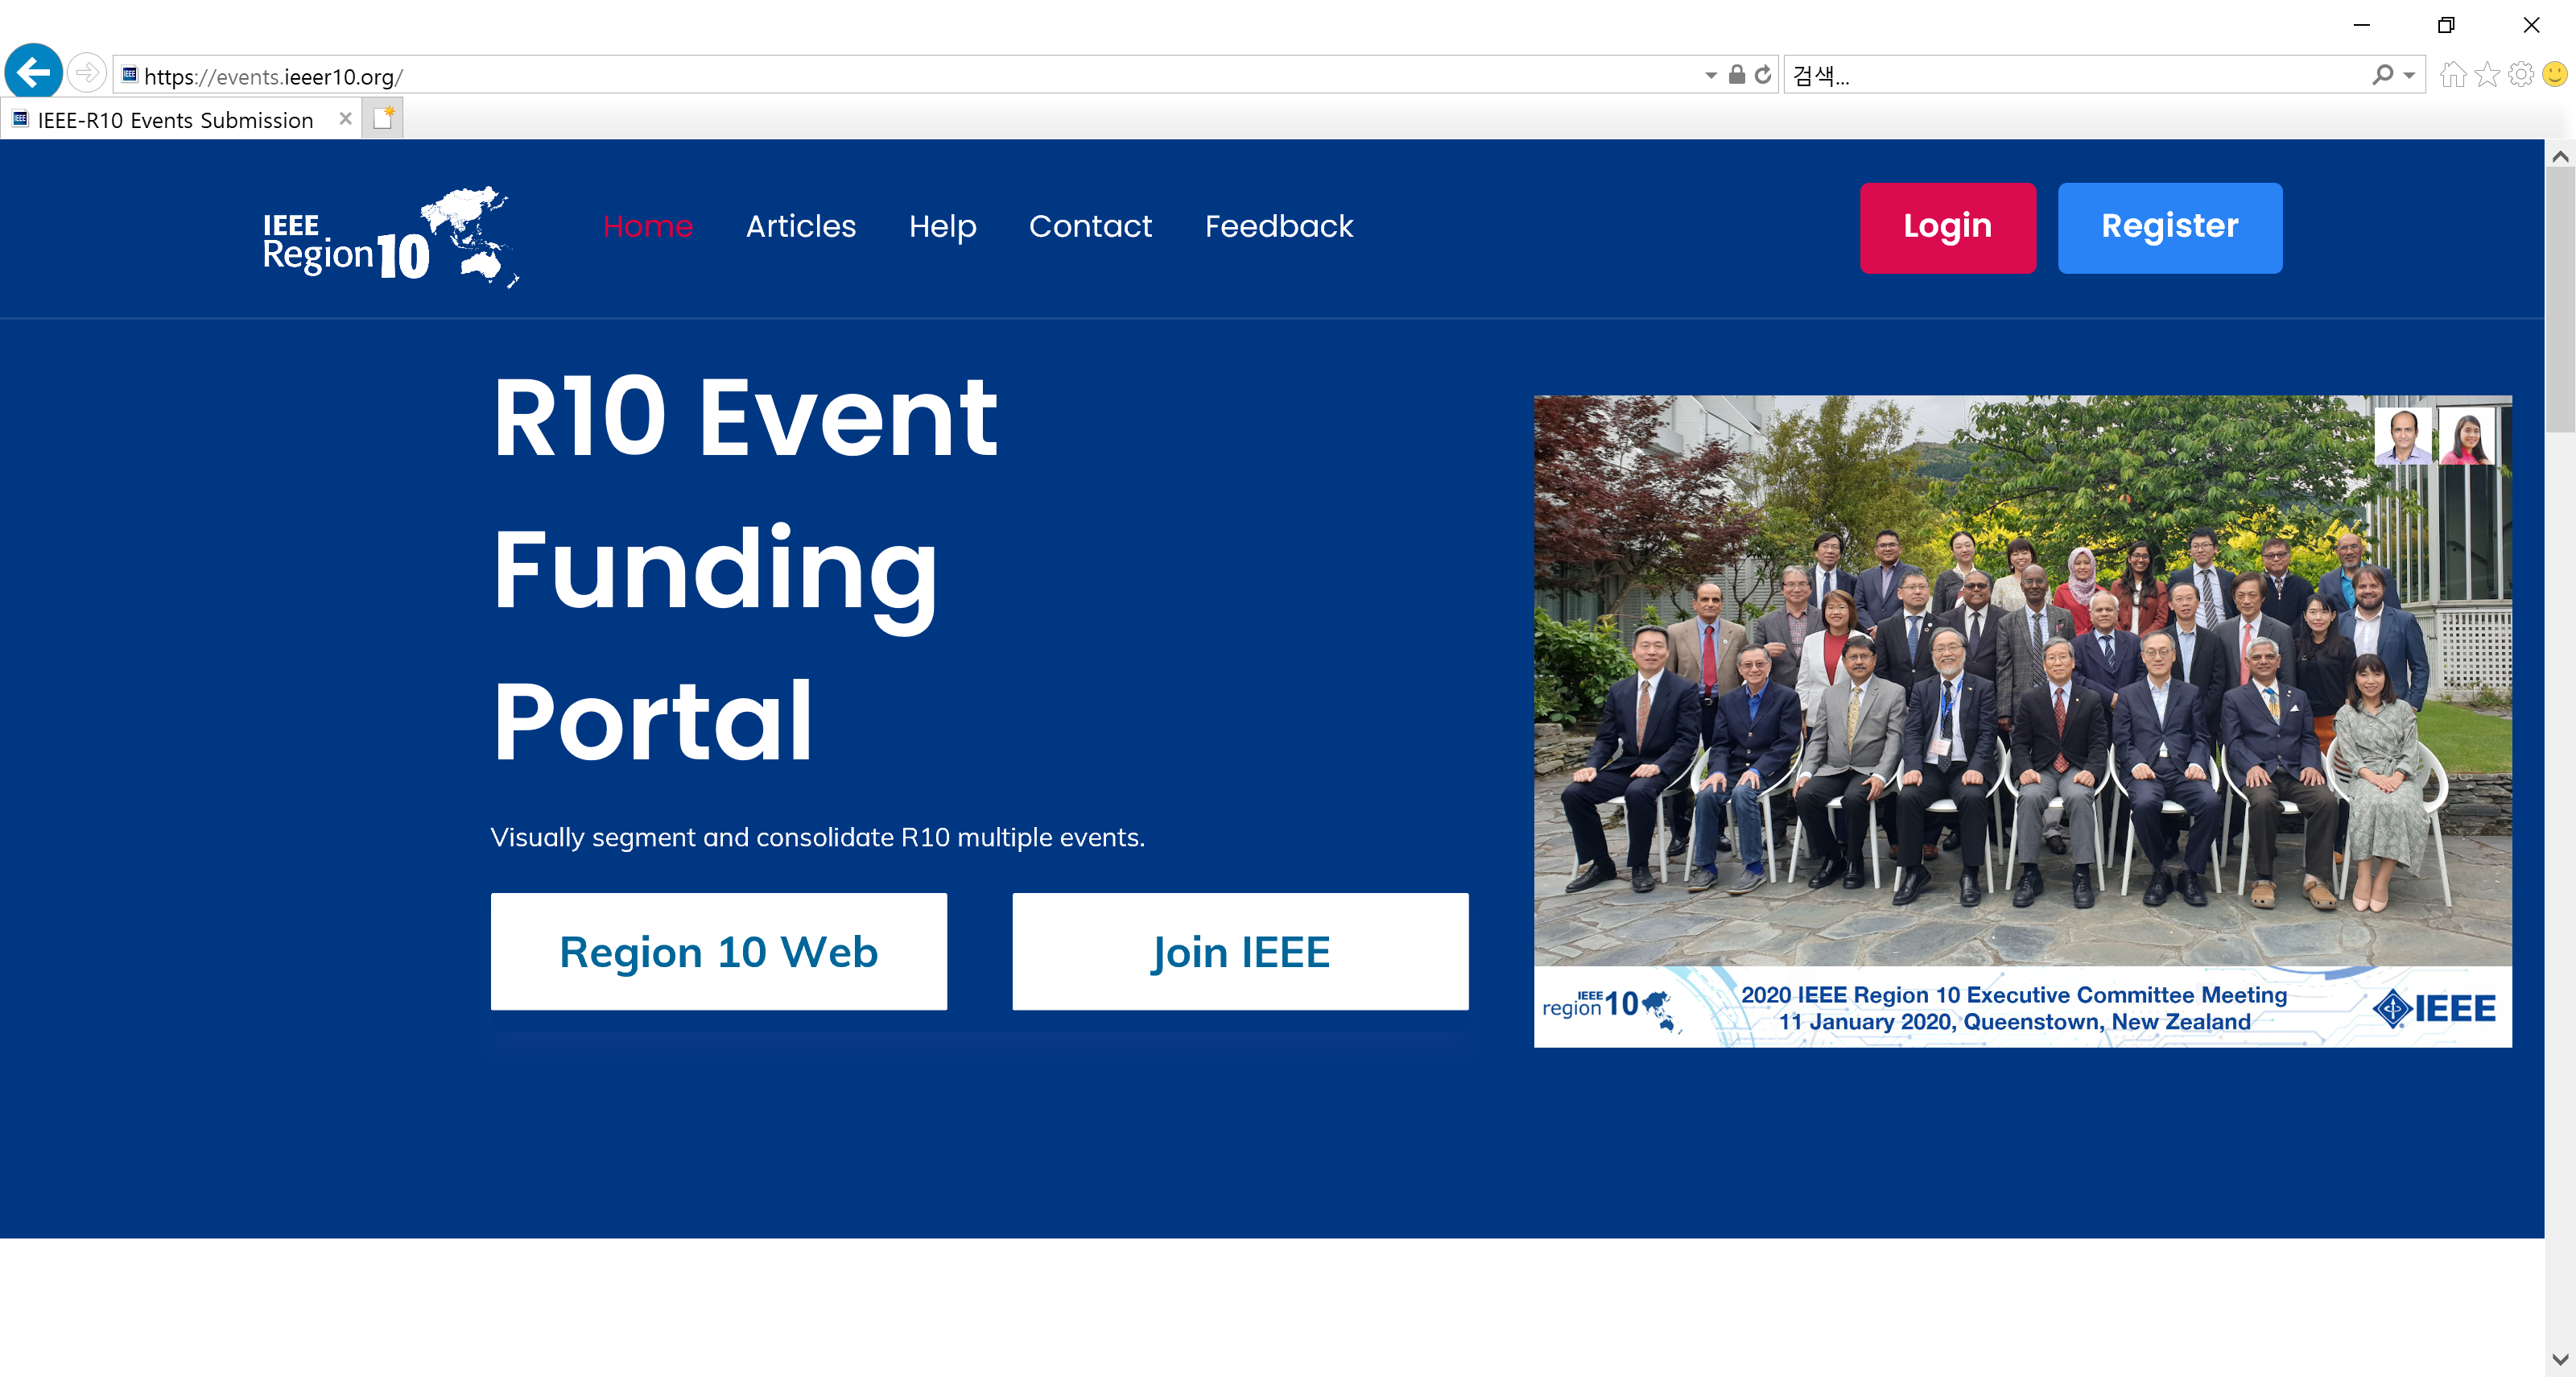 https://events.ieeer10.org/
검색...
IEEE-R10 Events Submission
IEEE
Region 10
Home
Articles
Help
Contact
Feedback
Login
Register
R10 Event
Funding
Portal
Visually segment and consolidate R10 multiple events.
Region 10 Web
Join IEEE
IEEE
region 10
2020 IEEE Region 10 Executive Committee Meeting
11 January 2020, Queenstown, New Zealand
IEEE